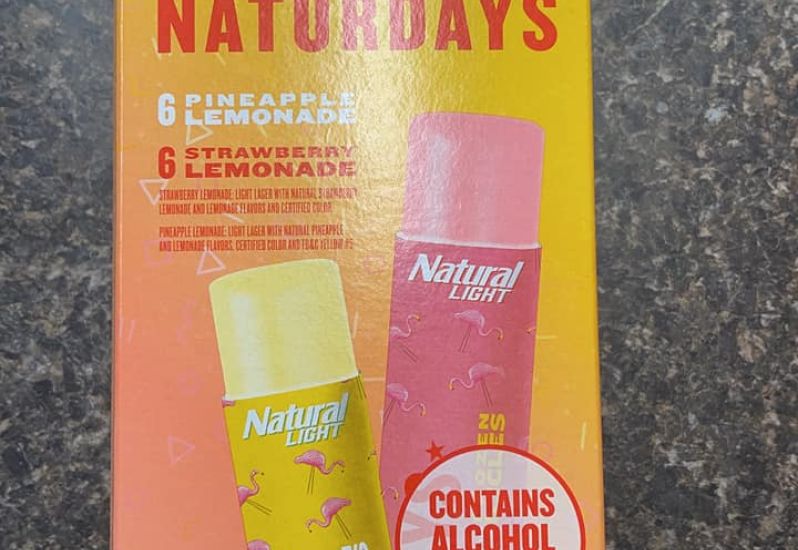 NATURDAYS
6 PINEAPPLE
LEMONADE
6 STRAWBERRY
LEMONADE
STRAWBERRY LEMONADE: LIGHT LAGER WITH NATURAL STRAWBERRY
LEMONADE AND LEMONADE FLAVORS AND CERTIFIED COLOR.
PINEAPPLE LEMONADE: LIGHT LAGER WITH NATURAL PINEAPPLE
AND LEMONADE FLAVORS, CERTIFIED COLOR AND FD&C YELLOW #5
Natural
LIGHT
Natural
LIGHT
CONTAINS
ALCOHOL